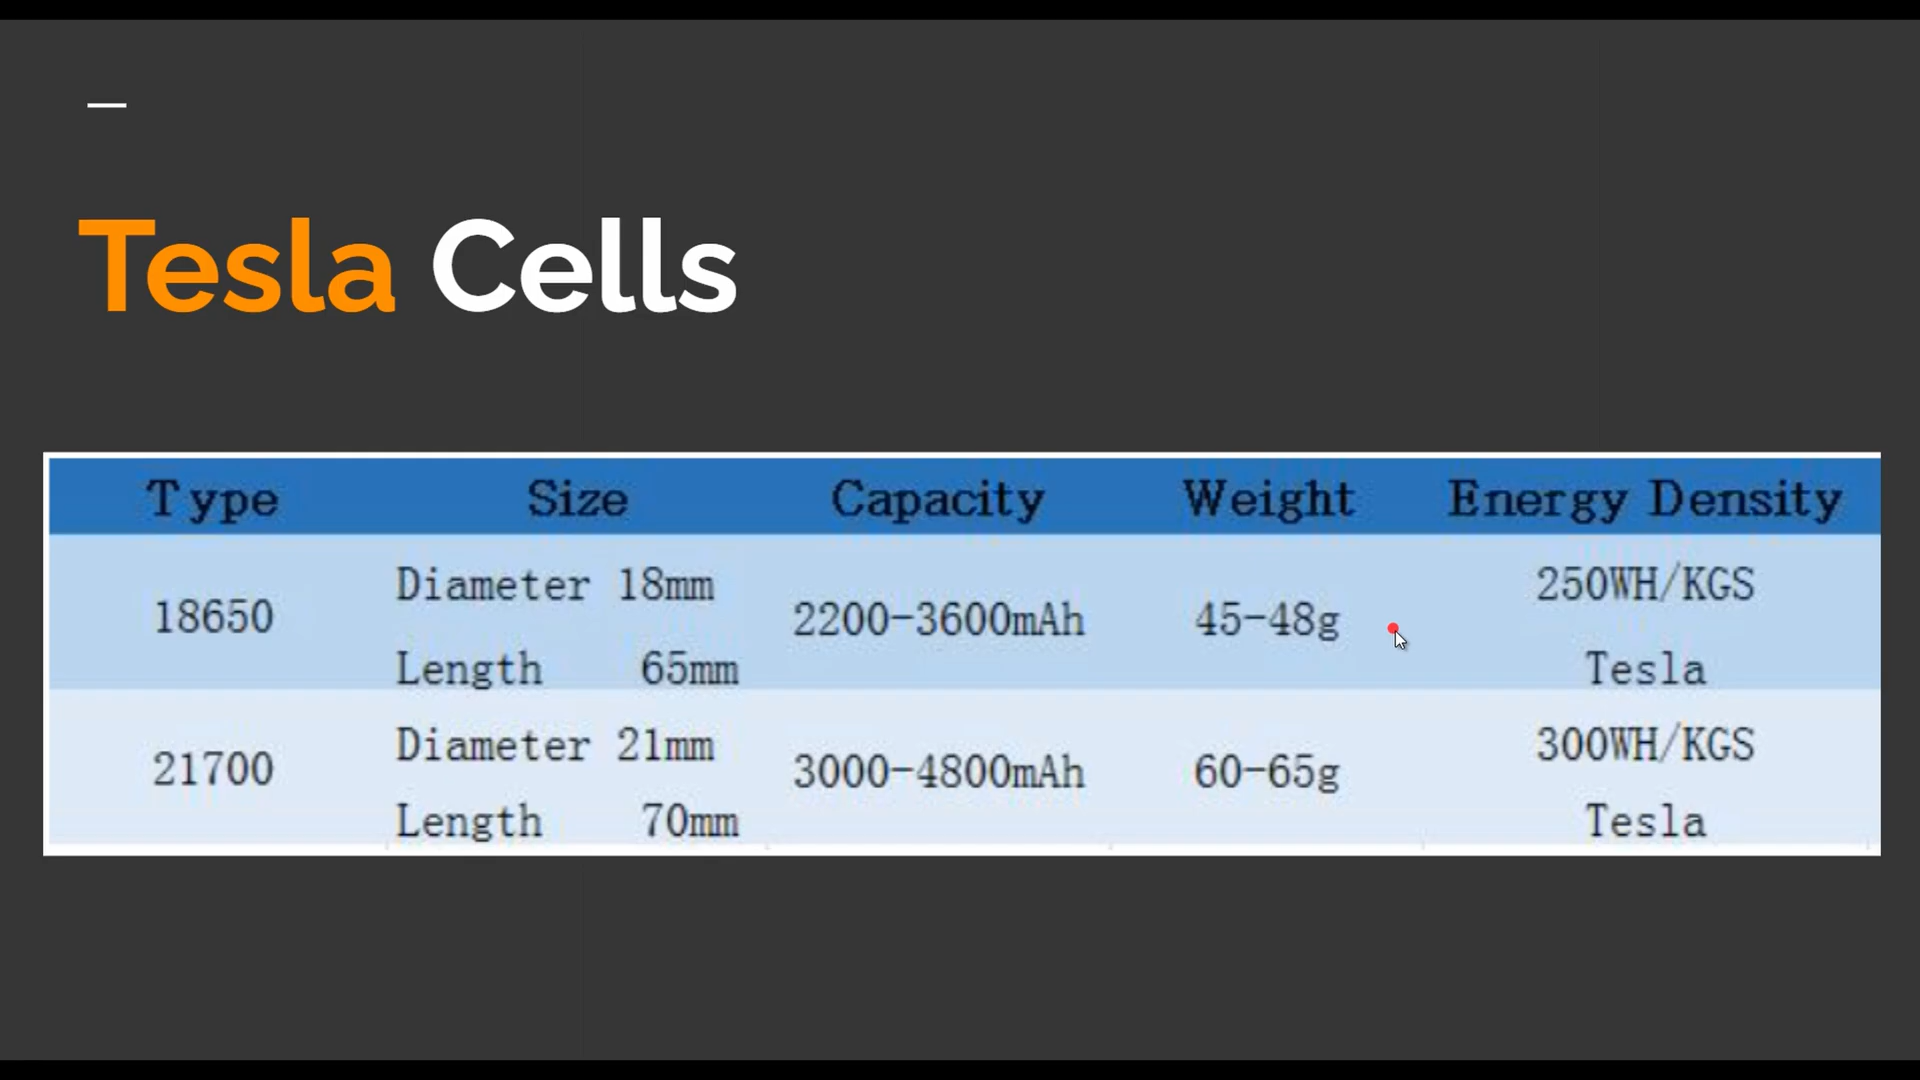 Tesla Cells
Type Size Capacity Weight Energy Density
18650 Diameter 18mm Length 65mm 2200-3600mAh 45-48g 250WH/KGS Tesla
21700 Diameter 21mm Length 70mm 3000-4800mAh 60-65g 300WH/KGS Tesla